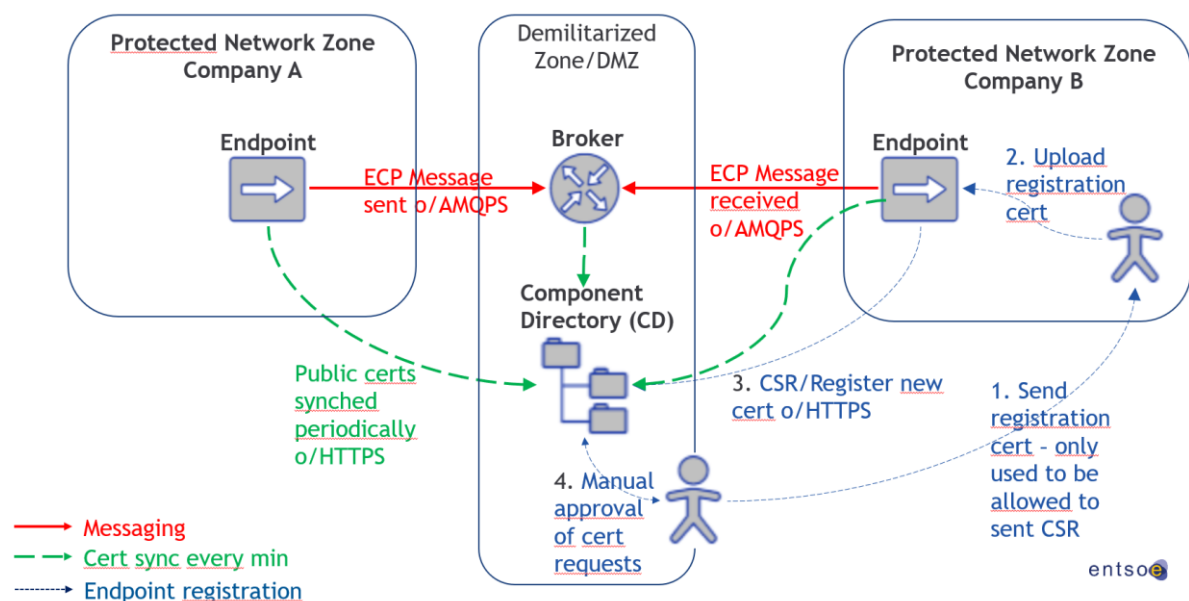 Protected Network Zone
Company A
Demilitarized
Zone/DMZ
Protected Network Zone
Company B
Endpoint
Broker
Endpoint
ECP Message
sent o/AMQPS
ECP Message
received
o/AMQPS
2. Upload
registration
cert
Component
Directory (CD)
Public certs
synched
periodically
o/HTTPS
3. CSR/Register new
cert o/HTTPS
1. Send
registration
cert – only
used to be
allowed to
sent CSR
4. Manual
approval
of cert
requests
Messaging
Cert sync every min
Endpoint registration
entsoe